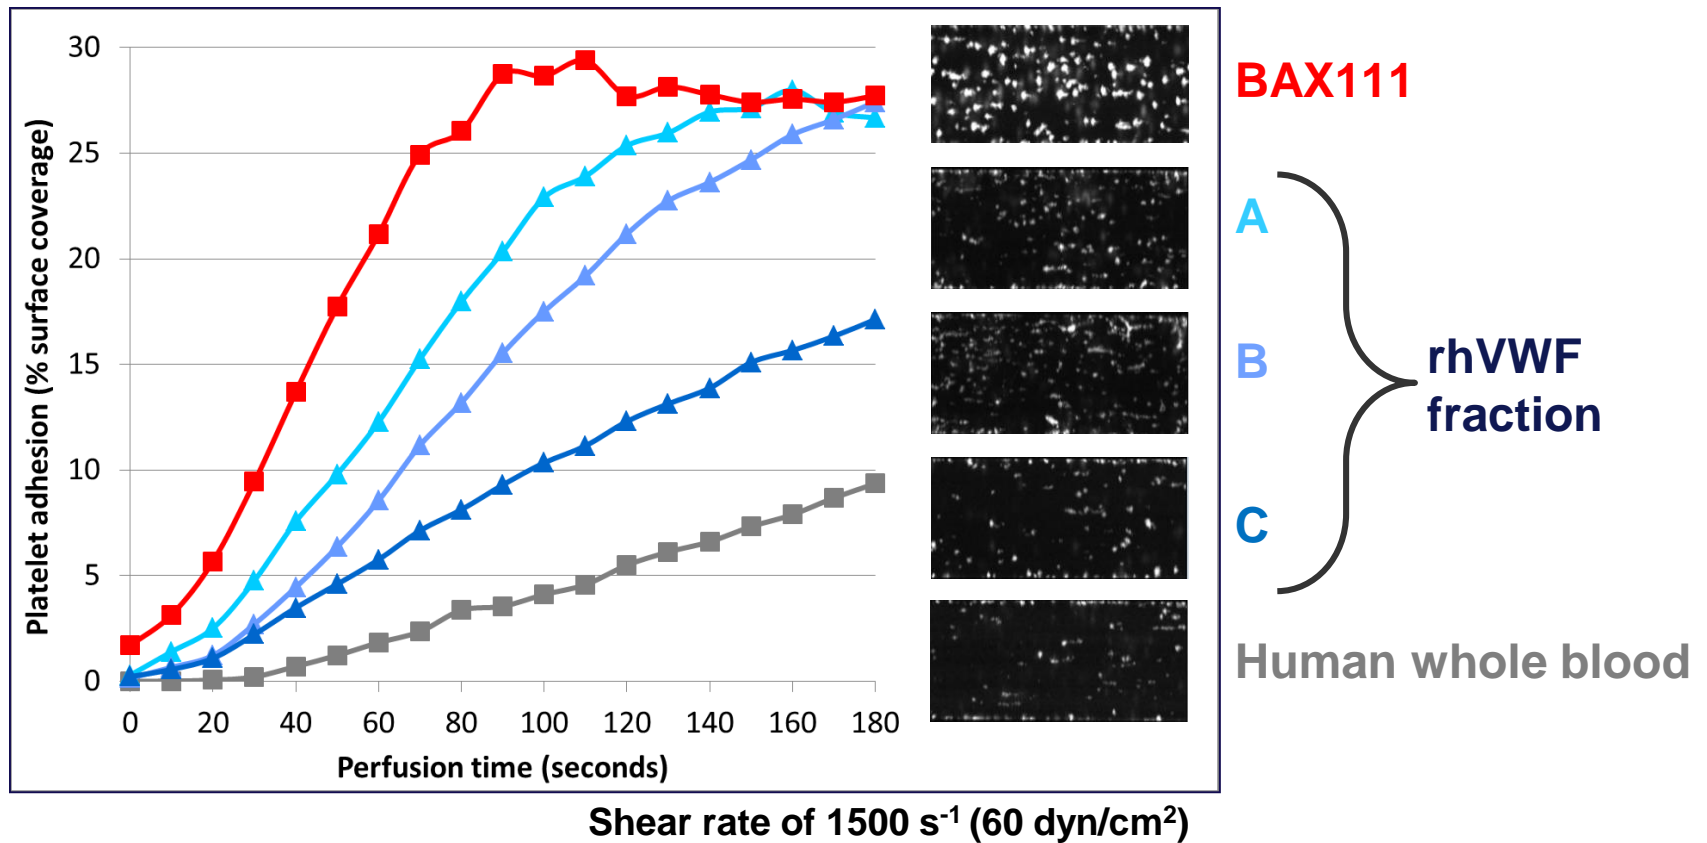 30
25
20
15
10
5
0
Platelet adhesion (% surface coverage)
0 20 40 60 80 100 120 140 160 180
Perfusion time (seconds)
BAX111
A
B
C
rhVWF
fraction
Human whole blood
Shear rate of 1500 s⁻¹ (60 dyn/cm²)